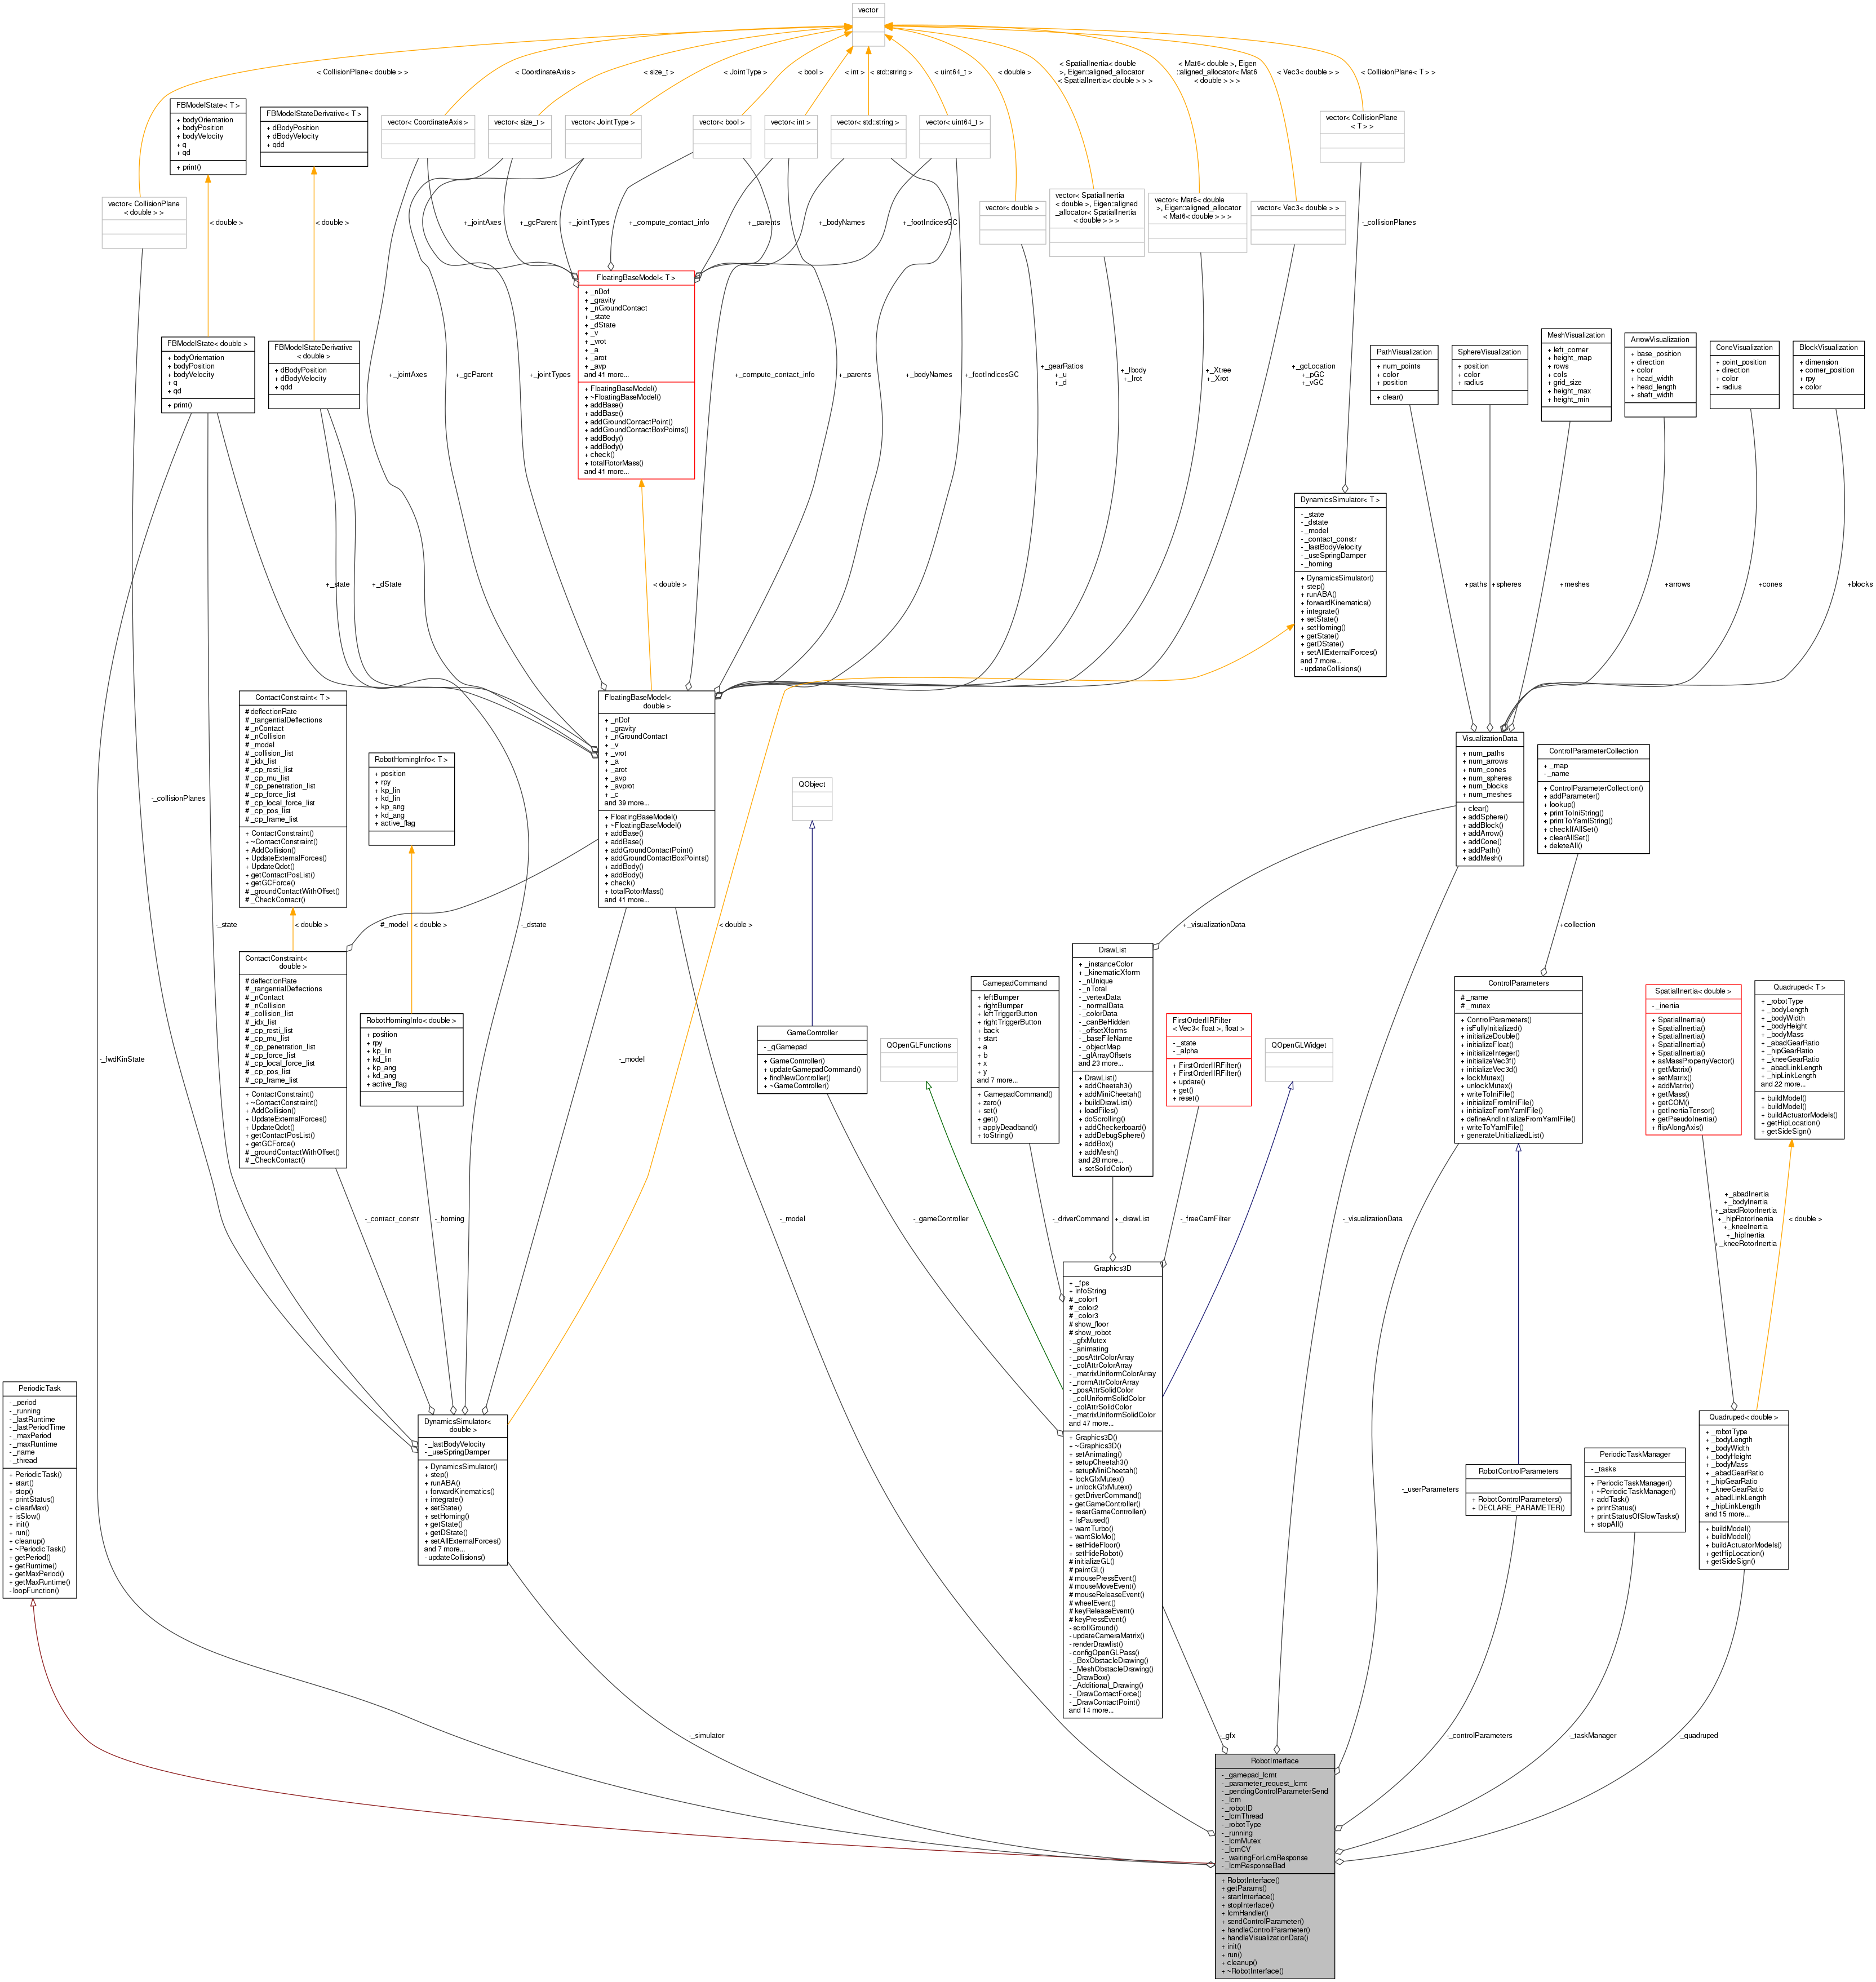 vector
< CollisionPlane< double > >
< CoordinateAxis >
< size_t >
< JointType >
< bool >
< int >
< std::string >
< uint64_t >
< double >
< SpatialInertia< double
>, Eigen::aligned_allocator
< SpatialInertia< double > > >
< Mat6< double >, Eigen
::aligned_allocator< Mat6
< double > > >
< Vec3< double > >
< CollisionPlane< T > >
FBModelState< T >
+ bodyOrientation
+ bodyPosition
+ bodyVelocity
+ q
+ qd
+ print()
FBModelStateDerivative< T >
+ dBodyPosition
+ dBodyVelocity
+ qdd
vector< CoordinateAxis >
vector< size_t >
vector< JointType >
vector< bool >
vector< int >
vector< std::string >
vector< uint64_t >
vector< CollisionPlane
< T > >
vector< CollisionPlane
< double > >
< double >
< double >
+_jointAxes
+_gcParent
+_jointTypes
+_compute_contact_info
+_parents
+_bodyNames
+_footIndicesGC
vector< double >
vector< SpatialInertia
< double >, Eigen::aligned
_allocator< SpatialInertia
< double > > >
vector< Mat6< double
>, Eigen::aligned_allocator
< Mat6< double > > >
vector< Vec3< double > >
-_collisionPlanes
FloatingBaseModel< T >
+ _nDof
+ _gravity
+ _nGroundContact
+ _state
+ _dState
+ _v
+ _vrot
+ _a
+ _arot
+ _avp
and 41 more...
+ FloatingBaseModel()
+ ~FloatingBaseModel()
+ addBase()
+ addBase()
+ addGroundContactPoint()
+ addGroundContactBoxPoints()
+ addBody()
+ addBody()
+ check()
+ totalRotorMass()
and 41 more...
FBModelState< double >
+ bodyOrientation
+ bodyPosition
+ bodyVelocity
+ q
+ qd
+ print()
FBModelStateDerivative
< double >
+ dBodyPosition
+ dBodyVelocity
+ qdd
+_jointAxes
+_gcParent
+_jointTypes
+_compute_contact_info
+_parents
+_bodyNames
+_footIndicesGC
+_gearRatios
+_u
+_d
+_Ibody
+_Irot
+_Xtree
+_Xrot
+_gcLocation
+_pGC
+_vGC
PathVisualization
+ num_points
+ color
+ position
+ clear()
SphereVisualization
+ position
+ color
+ radius
MeshVisualization
+ left_corner
+ height_map
+ rows
+ cols
+ grid_size
+ height_max
+ height_min
ArrowVisualization
+ base_position
+ direction
+ color
+ head_width
+ head_length
+ shaft_width
ConeVisualization
+ point_position
+ direction
+ color
+ radius
BlockVisualization
+ dimension
+ corner_position
+ rpy
+ color
DynamicsSimulator< T >
- _state
- _dstate
- _model
- _contact_constr
- _lastBodyVelocity
- _useSpringDamper
- _homing
+ DynamicsSimulator()
+ step()
+ runABA()
+ forwardKinematics()
+ integrate()
+ setState()
+ setHoming()
+ getState()
+ getDState()
+ setAllExternalForces()
and 7 more...
- updateCollisions()
+_state
+_dState
< double >
+paths
+spheres
+meshes
+arrows
+cones
+blocks
ContactConstraint< T >
# deflectionRate
# _tangentialDeflections
# _nContact
# _nCollision
# _model
# _collision_list
# _idx_list
# _cp_resti_list
# _cp_mu_list
# _cp_penetration_list
# _cp_force_list
# _cp_local_force_list
# _cp_pos_list
# _cp_frame_list
+ ContactConstraint()
+ ~ContactConstraint()
+ AddCollision()
+ UpdateExternalForces()
+ UpdateQdot()
+ getContactPosList()
+ getGCForce()
# _groundContactWithOffset()
# _CheckContact()
RobotHomingInfo< T >
+ position
+ rpy
+ kp_lin
+ kd_lin
+ kp_ang
+ kd_ang
+ active_flag
FloatingBaseModel<
double >
+ _nDof
+ _gravity
+ _nGroundContact
+ _v
+ _vrot
+ _a
+ _arot
+ _avp
+ _avprot
+ _c
and 39 more...
+ FloatingBaseModel()
+ ~FloatingBaseModel()
+ addBase()
+ addBase()
+ addGroundContactPoint()
+ addGroundContactBoxPoints()
+ addBody()
+ addBody()
+ check()
+ totalRotorMass()
and 41 more...
QObject
VisualizationData
+ num_paths
+ num_arrows
+ num_cones
+ num_spheres
+ num_blocks
+ num_meshes
+ clear()
+ addSphere()
+ addBlock()
+ addArrow()
+ addCone()
+ addPath()
+ addMesh()
ControlParameterCollection
+ _map
- _name
+ ControlParameterCollection()
+ addParameter()
+ lookup()
+ printToIniString()
+ printToYamlString()
+ checkIfAllSet()
+ clearAllSet()
+ deleteAll()
-_collisionPlanes
-_state
< double >
#_model
< double >
-_dstate
< double >
+_visualizationData
+collection
ContactConstraint<
double >
# deflectionRate
# _tangentialDeflections
# _nContact
# _nCollision
# _collision_list
# _idx_list
# _cp_resti_list
# _cp_mu_list
# _cp_penetration_list
# _cp_force_list
# _cp_local_force_list
# _cp_pos_list
# _cp_frame_list
+ ContactConstraint()
+ ~ContactConstraint()
+ AddCollision()
+ UpdateExternalForces()
+ UpdateQdot()
+ getContactPosList()
+ getGCForce()
# _groundContactWithOffset()
# _CheckContact()
RobotHomingInfo< double >
+ position
+ rpy
+ kp_lin
+ kd_lin
+ kp_ang
+ kd_ang
+ active_flag
GameController
- _qGamepad
+ GameController()
+ updateGamepadCommand()
+ findNewController()
+ ~GameController()
QOpenGLFunctions
GamepadCommand
+ leftBumper
+ rightBumper
+ leftTriggerButton
+ rightTriggerButton
+ back
+ start
+ a
+ b
+ x
+ y
and 7 more...
+ GamepadCommand()
+ zero()
+ set()
+ get()
+ applyDeadband()
+ toString()
DrawList
+ _instanceColor
+ _kinematicXform
- _nUnique
- _nTotal
- _vertexData
- _normalData
- _colorData
- _canBeHidden
- _offsetXforms
- _baseFileName
- _objectMap
- _glArrayOffsets
and 23 more...
+ DrawList()
+ addCheetah3()
+ addMiniCheetah()
+ buildDrawList()
+ loadFiles()
+ doScrolling()
+ addCheckerboard()
+ addDebugSphere()
+ addBox()
+ addMesh()
and 28 more...
+ setSolidColor()
FirstOrderIIRFilter
< Vec3< float >, float >
- _state
- _alpha
+ FirstOrderIIRFilter()
+ FirstOrderIIRFilter()
+ update()
+ get()
+ reset()
QOpenGLWidget
ControlParameters
# _name
# _mutex
+ ControlParameters()
+ isFullyInitialized()
+ initializeDouble()
+ initializeFloat()
+ initializeInteger()
+ initializeVec3f()
+ initializeVec3d()
+ lockMutex()
+ unlockMutex()
+ writeToIniFile()
+ initializeFromIniFile()
+ initializeFromYamlFile()
+ defineAndInitializeFromYamlFile()
+ writeToYamlFile()
+ generateUnitializedList()
SpatialInertia< double >
- _inertia
+ SpatialInertia()
+ SpatialInertia()
+ SpatialInertia()
+ SpatialInertia()
+ SpatialInertia()
+ asMassPropertyVector()
+ getMatrix()
+ setMatrix()
+ addMatrix()
+ getMass()
+ getCOM()
+ getInertiaTensor()
+ getPseudoInertia()
+ flipAlongAxis()
Quadruped< T >
+ _robotType
+ _bodyLength
+ _bodyWidth
+ _bodyHeight
+ _bodyMass
+ _abadGearRatio
+ _hipGearRatio
+ _kneeGearRatio
+ _abadLinkLength
+ _hipLinkLength
and 22 more...
+ buildModel()
+ buildModel()
+ buildActuatorModels()
+ getHipLocation()
+ getSideSign()
-_fwdKinState
-_model
-_contact_constr
-_homing
-_model
-_gameController
-_driverCommand
+_drawList
-_freeCamFilter
-_visualizationData
+_abadInertia
+_bodyInertia
+_abadRotorInertia
+_hipRotorInertia
+_kneeInertia
+_hipInertia
+_kneeRotorInertia
< double >
PeriodicTask
- _period
- _running
- _lastRuntime
- _lastPeriodTime
- _maxPeriod
- _maxRuntime
- _name
- _thread
+ PeriodicTask()
+ start()
+ stop()
+ printStatus()
+ clearMax()
+ isSlow()
+ init()
+ run()
+ cleanup()
+ ~PeriodicTask()
+ getPeriod()
+ getRuntime()
+ getMaxPeriod()
+ getMaxRuntime()
- loopFunction()
DynamicsSimulator<
double >
- _lastBodyVelocity
- _useSpringDamper
+ DynamicsSimulator()
+ step()
+ runABA()
+ forwardKinematics()
+ integrate()
+ setState()
+ setHoming()
+ getState()
+ getDState()
+ setAllExternalForces()
and 7 more...
- updateCollisions()
Graphics3D
+ _fps
+ infoString
# _color1
# _color2
# _color3
# show_floor
# show_robot
- _gfxMutex
- _animating
- _posAttrColorArray
- _colAttrColorArray
- _matrixUniformColorArray
- _normAttrColorArray
- _posAttrSolidColor
- _colUniformSolidColor
- _colAttrSolidColor
- _matrixUniformSolidColor
and 47 more...
+ Graphics3D()
+ ~Graphics3D()
+ setAnimating()
+ setupCheetah3()
+ setupMiniCheetah()
+ lockGfxMutex()
+ unlockGfxMutex()
+ getDriverCommand()
+ getGameController()
+ resetGameController()
+ IsPaused()
+ wantTurbo()
+ wantSloMo()
+ setHideFloor()
+ setHideRobot()
# initializeGL()
# paintGL()
# mousePressEvent()
# mouseMoveEvent()
# mouseReleaseEvent()
# wheelEvent()
# keyReleaseEvent()
# keyPressEvent()
- scrollGround()
- updateCameraMatrix()
- renderDrawlist()
- configOpenGLPass()
- _BoxObstacleDrawing()
- _MeshObstacleDrawing()
- _DrawBox()
- _Additional_Drawing()
- _DrawContactForce()
- _DrawContactPoint()
and 14 more...
-_userParameters
RobotControlParameters
+ RobotControlParameters()
+ DECLARE_PARAMETER()
PeriodicTaskManager
- _tasks
+ PeriodicTaskManager()
+ ~PeriodicTaskManager()
+ addTask()
+ printStatus()
+ printStatusOfSlowTasks()
+ stopAll()
Quadruped< double >
+ _robotType
+ _bodyLength
+ _bodyWidth
+ _bodyHeight
+ _bodyMass
+ _abadGearRatio
+ _hipGearRatio
+ _kneeGearRatio
+ _abadLinkLength
+ _hipLinkLength
and 15 more...
+ buildModel()
+ buildModel()
+ buildActuatorModels()
+ getHipLocation()
+ getSideSign()
-_simulator
-_gfx
-_controlParameters
-_taskManager
-_quadruped
RobotInterface
- _gamepad_lcmt
- _parameter_request_lcmt
- _pendingControlParameterSend
- _lcm
- _robotID
- _lcmThread
- _robotType
- _running
- _lcmMutex
- _lcmCV
- _waitingForLcmResponse
- _lcmResponseBad
+ RobotInterface()
+ getParams()
+ startInterface()
+ stopInterface()
+ lcmHandler()
+ sendControlParameter()
+ handleControlParameter()
+ handleVisualizationData()
+ init()
+ run()
+ cleanup()
+ ~RobotInterface()